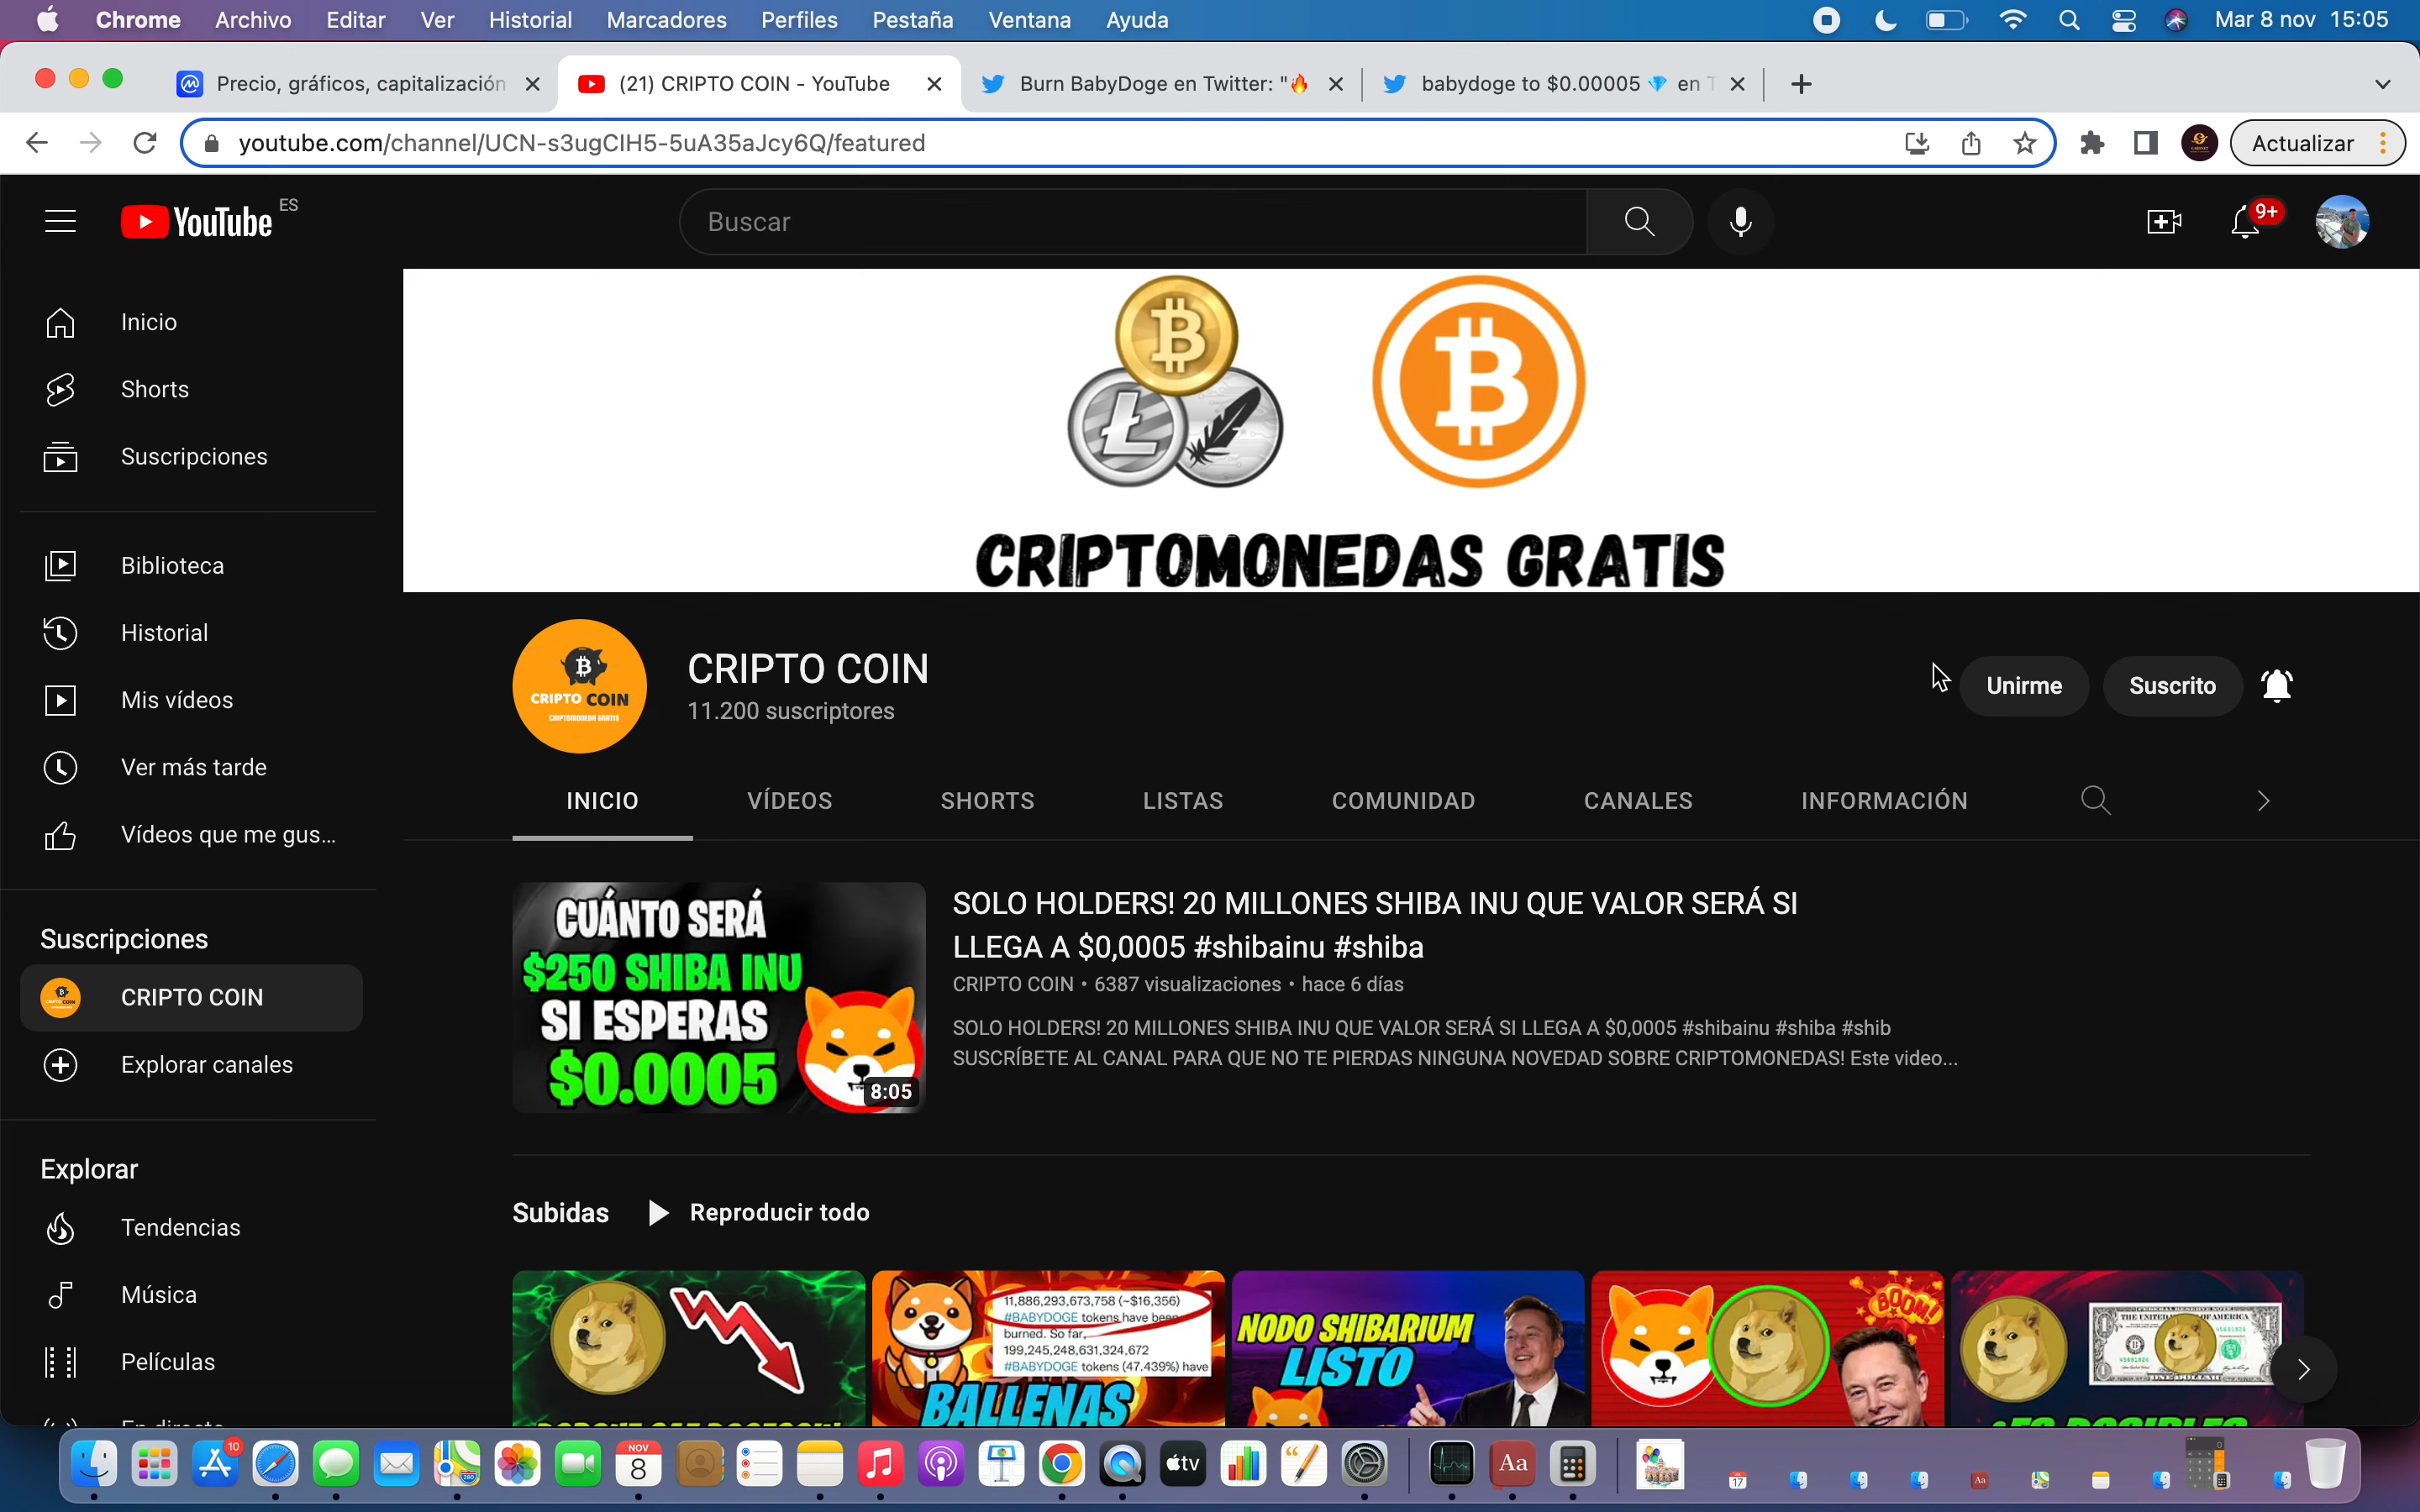 Chrome Archivo Editar Ver Historial Marcadores Perfiles Pestaña Ventana Ayuda Mar 8 nov 15:05
Precio, gráficos, capitalización (21) CRIPTO COIN - YouTube Burn BabyDoge en Twitter: "🔥 babydoge to $0.00005 💎 en
youtube.com/channel/UCN-s3ugCIH5-5uA35aJcy6Q/featured Actualizar
YouTube ES Buscar 9+
Inicio
Shorts
Suscripciones
Biblioteca
Historial
Mis vídeos
Ver más tarde
Vídeos que me gus...
Suscripciones
CRIPTO COIN
Explorar canales
Explorar
Tendencias
Música
Películas
CRIPTOMONEDAS GRATIS
CRIPTO COIN
CRIPTOMONEDA GRATIS
CRIPTO COIN
11.200 suscriptores
Unirme Suscrito
INICIO VÍDEOS SHORTS LISTAS COMUNIDAD CANALES INFORMACIÓN
CUÁNTO SERÁ
$250 SHIBA INU
SI ESPERAS
$0.0005
8:05
SOLO HOLDERS! 20 MILLONES SHIBA INU QUE VALOR SERÁ SI
LLEGA A $0,0005 #shibainu #shiba
CRIPTO COIN • 6387 visualizaciones • hace 6 días
SOLO HOLDERS! 20 MILLONES SHIBA INU QUE VALOR SERÁ SI LLEGA A $0,0005 #shibainu #shiba #shib
SUSCRÍBETE AL CANAL PARA QUE NO TE PIERDAS NINGUNA NOVEDAD SOBRE CRIPTOMONEDAS! Este video...
Subidas Reproducir todo
11,886,293,673,758 (~$16,356)
#BABYDOGE tokens have been
burned. So far,
199,245,248,631,324,672
#BABYDOGE tokens (47.439%) have
BALLENAS
NODO SHIBARIUM
LISTO
BOOM!
10
280
NOV
8
tv
Aa
17